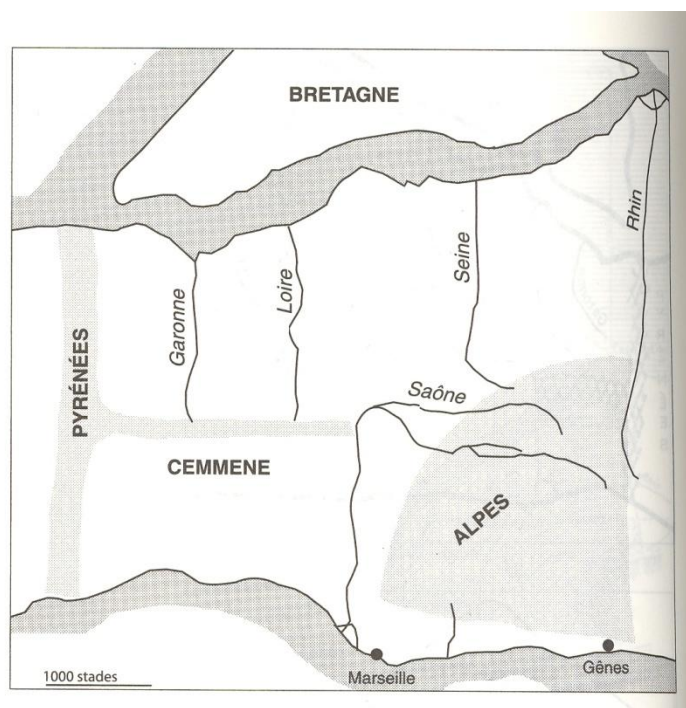 BRETAGNE
Rhin
Seine
Loire
Garonne
PYRÉNÉES
Saône
CEMMENE
ALPES
1000 stades
Marseille
Gênes